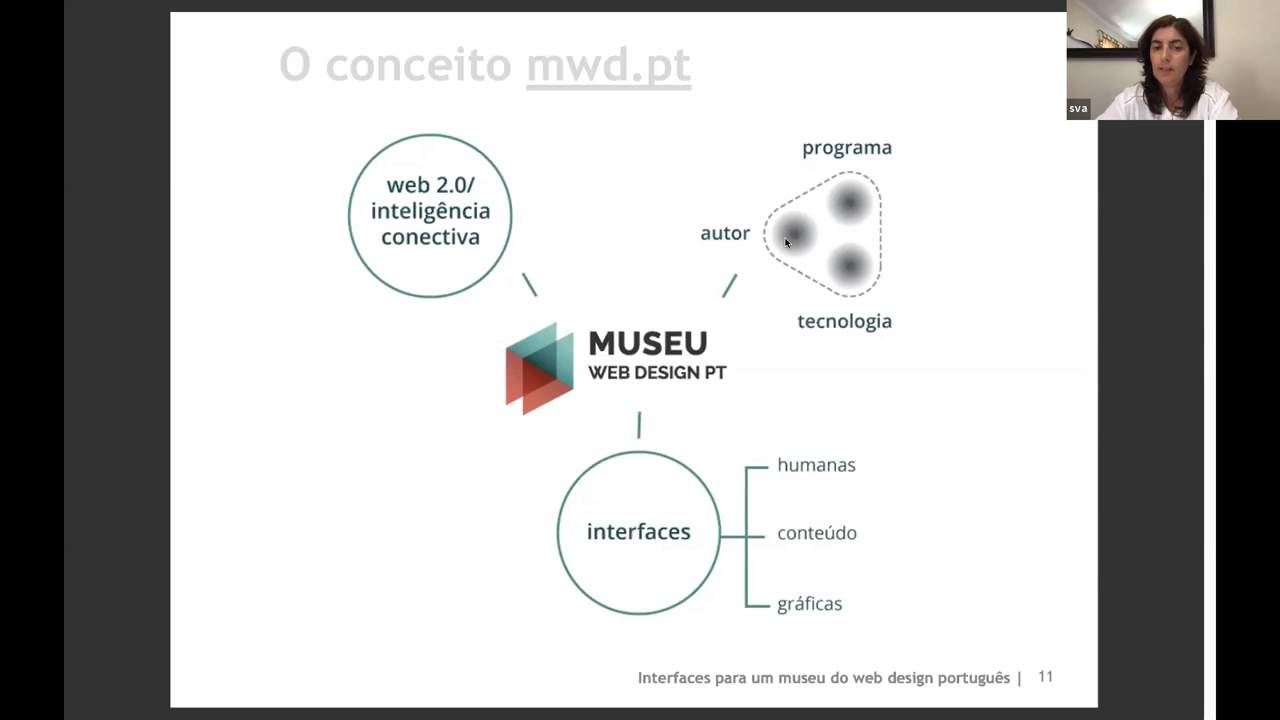 O conceito mwd.pt
sva
web 2.0/
inteligência
conectiva
programa
autor
tecnologia
MUSEU
WEB DESIGN PT
interfaces
humanas
conteúdo
gráficas
Interfaces para um museu do web design português | 11